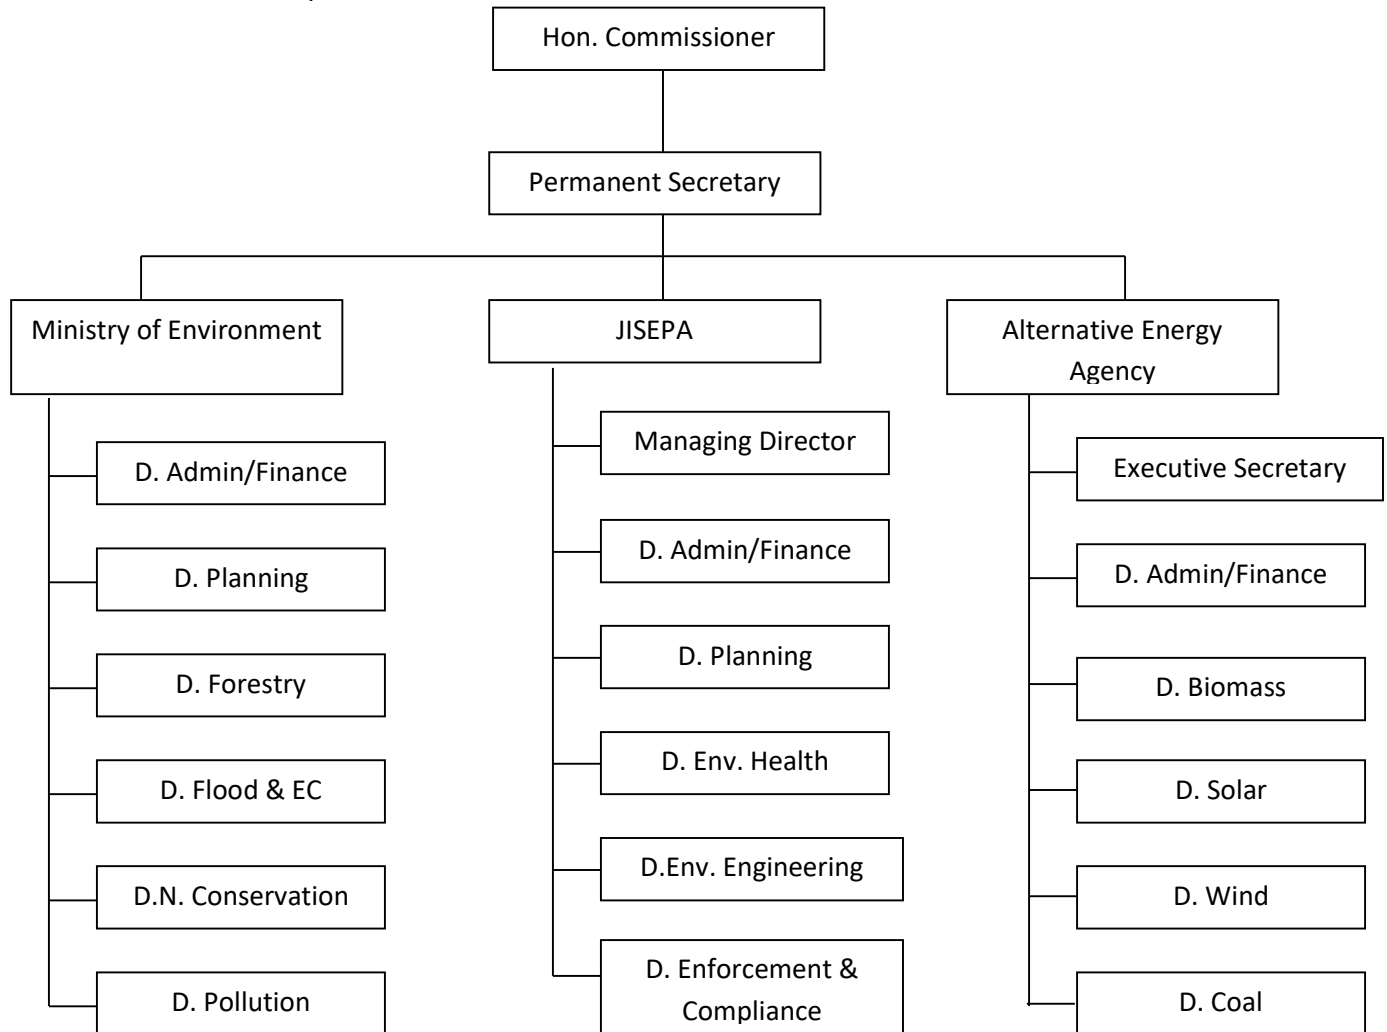 Hon. Commissioner
Permanent Secretary
Ministry of Environment
JISEPA
Alternative Energy
Agency
D. Admin/Finance
D. Planning
D. Forestry
D. Flood & EC
D.N. Conservation
D. Pollution
Managing Director
D. Admin/Finance
D. Planning
D. Env. Health
D.Env. Engineering
D. Enforcement &
Compliance
Executive Secretary
D. Admin/Finance
D. Biomass
D. Solar
D. Wind
D. Coal